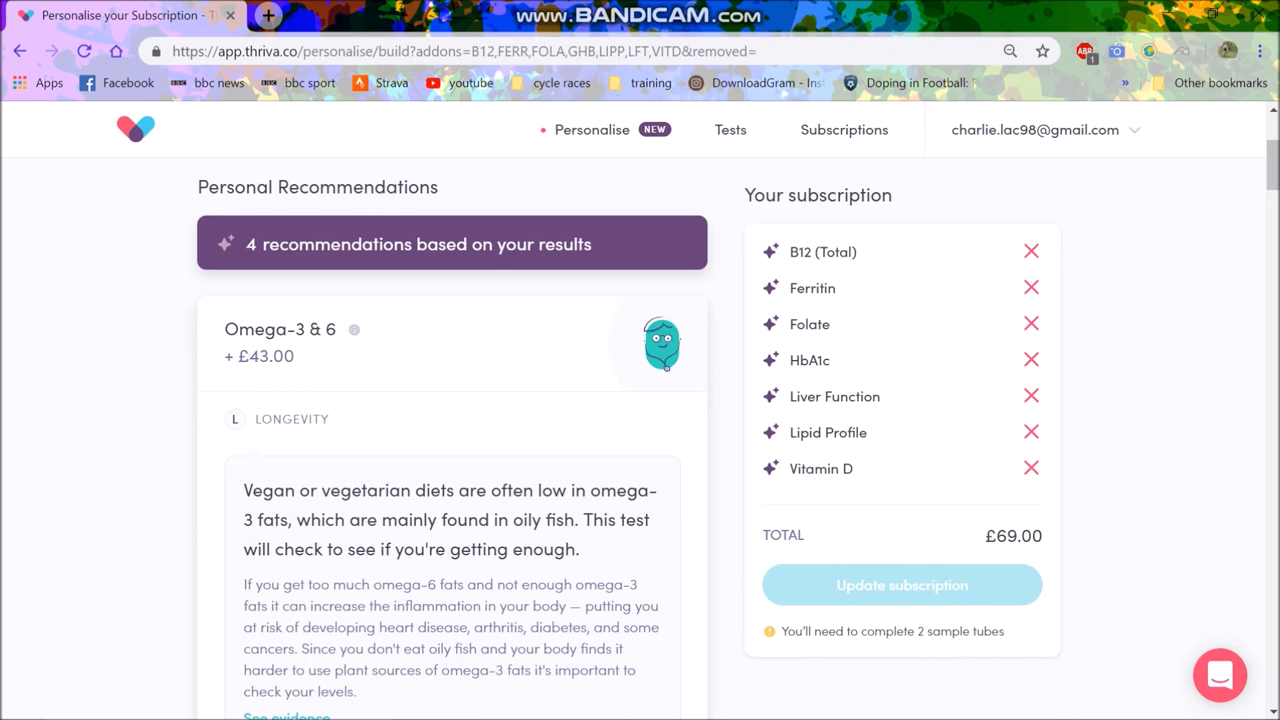 www.BANDICAM.com
Personalise your Subscription - T
https://app.thriva.co/personalise/build?addons=B12,FERR,FOLA,GHB,LIPP,LFT,VITD&removed=
ABP
1
Apps
Facebook
bbc news
bbc sport
Strava
youtube
cycle races
training
DownloadGram - Inst
Doping in Football:
»
Other bookmarks
Personalise NEW
Tests
Subscriptions
charlie.lac98@gmail.com
Personal Recommendations
4 recommendations based on your results
Omega-3 & 6
+ £43.00
L LONGEVITY
Vegan or vegetarian diets are often low in omega-
3 fats, which are mainly found in oily fish. This test
will check to see if you're getting enough.
If you get too much omega-6 fats and not enough omega-3
fats it can increase the inflammation in your body — putting you
at risk of developing heart disease, arthritis, diabetes, and some
cancers. Since you don't eat oily fish and your body finds it
harder to use plant sources of omega-3 fats it's important to
check your levels.
See evidence
Your subscription
B12 (Total)
Ferritin
Folate
HbA1c
Liver Function
Lipid Profile
Vitamin D
TOTAL £69.00
Update subscription
You'll need to complete 2 sample tubes